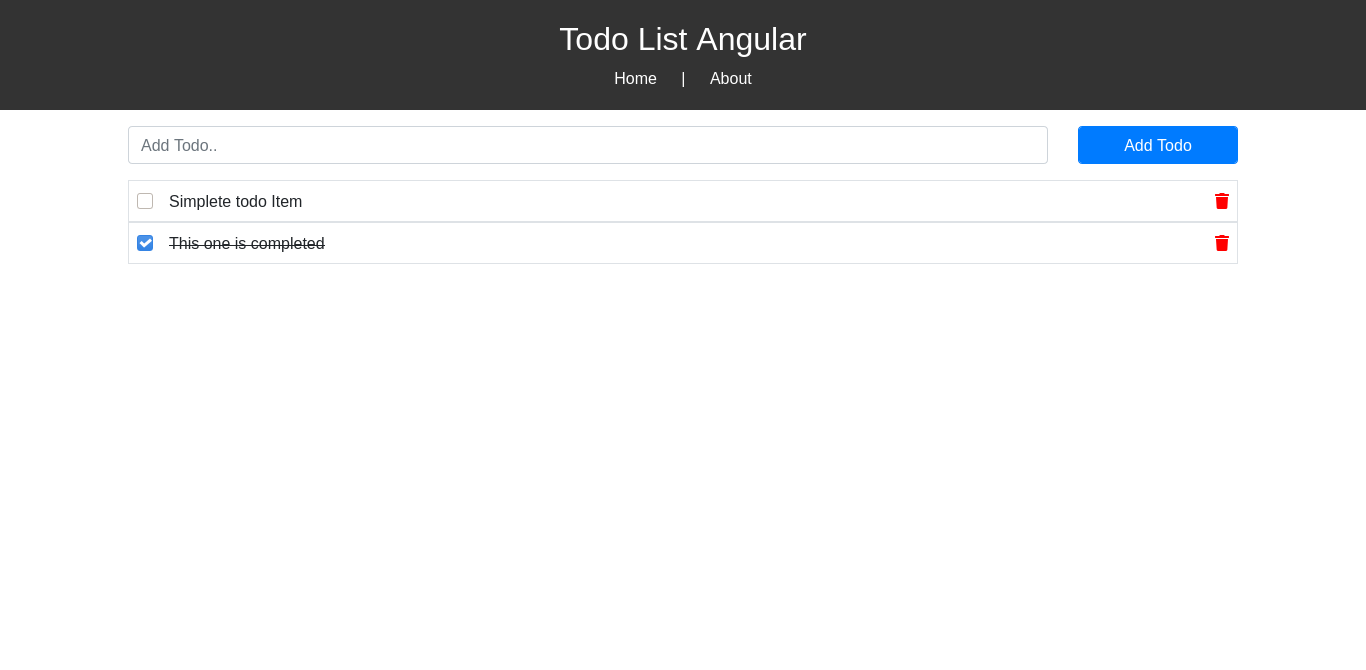 Todo List Angular
Home | About
Add Todo.. Add Todo
Simplete todo Item
This one is completed